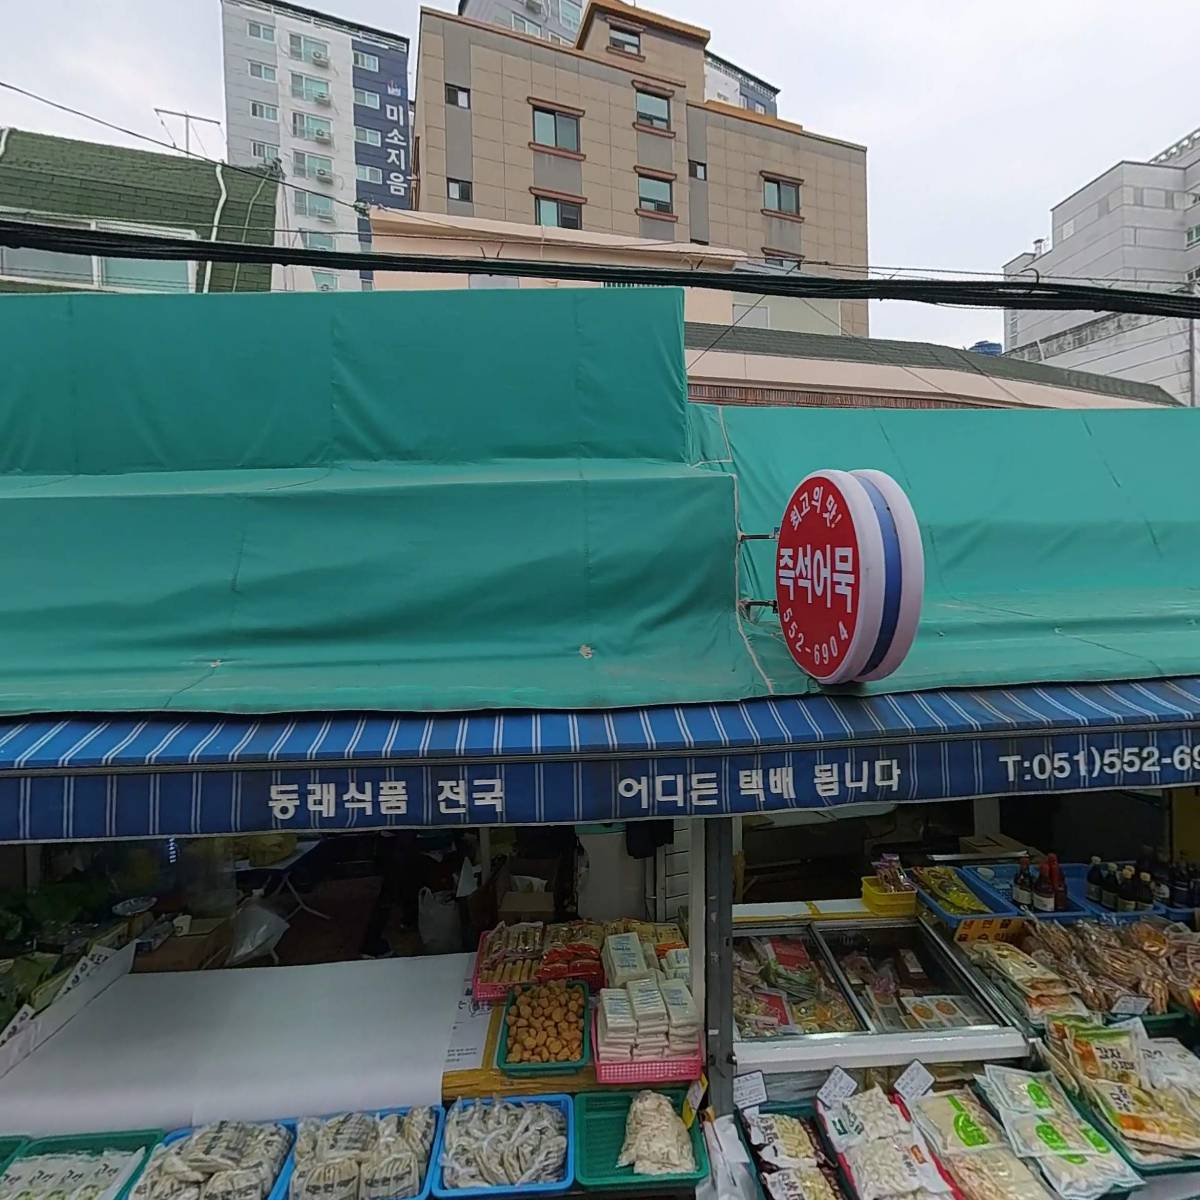 미소지음
최고의 맛!
즉석어묵
552-6904
동래식품 전국 어디든 택배 됩니다 T:051)552-69